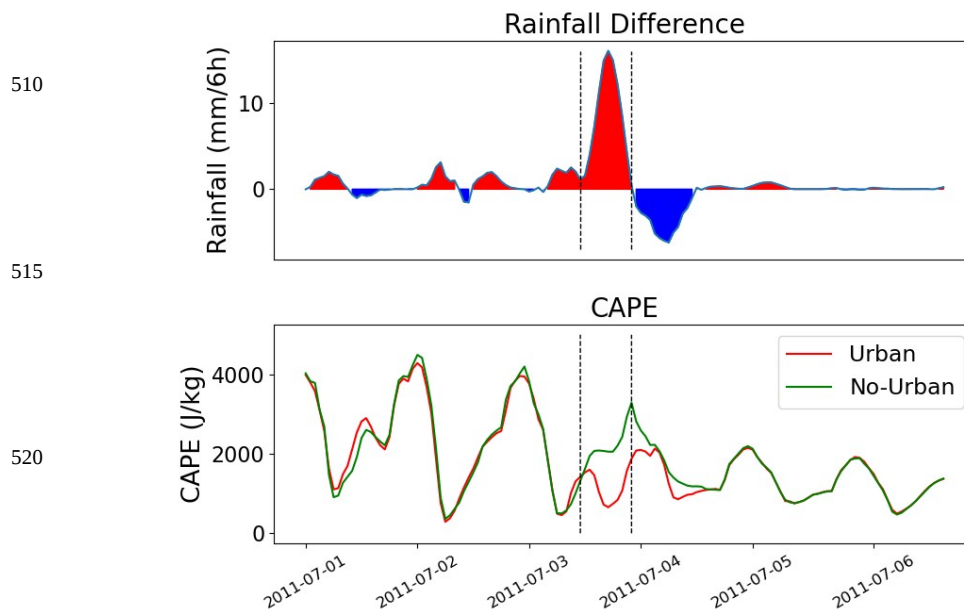 Rainfall Difference
510
Rainfall (mm/6h)
10
0
515
CAPE
Urban
No-Urban
CAPE (J/kg)
4000
2000
0
520
2011-07-01
2011-07-02
2011-07-03
2011-07-04
2011-07-05
2011-07-06